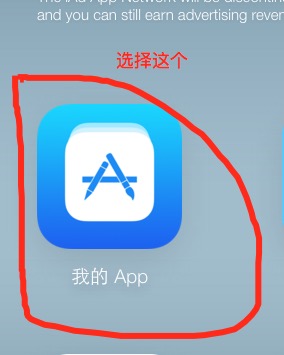 The iAd App Network will be discontin
and you can still earn advertising reven
选择这个
我的 App